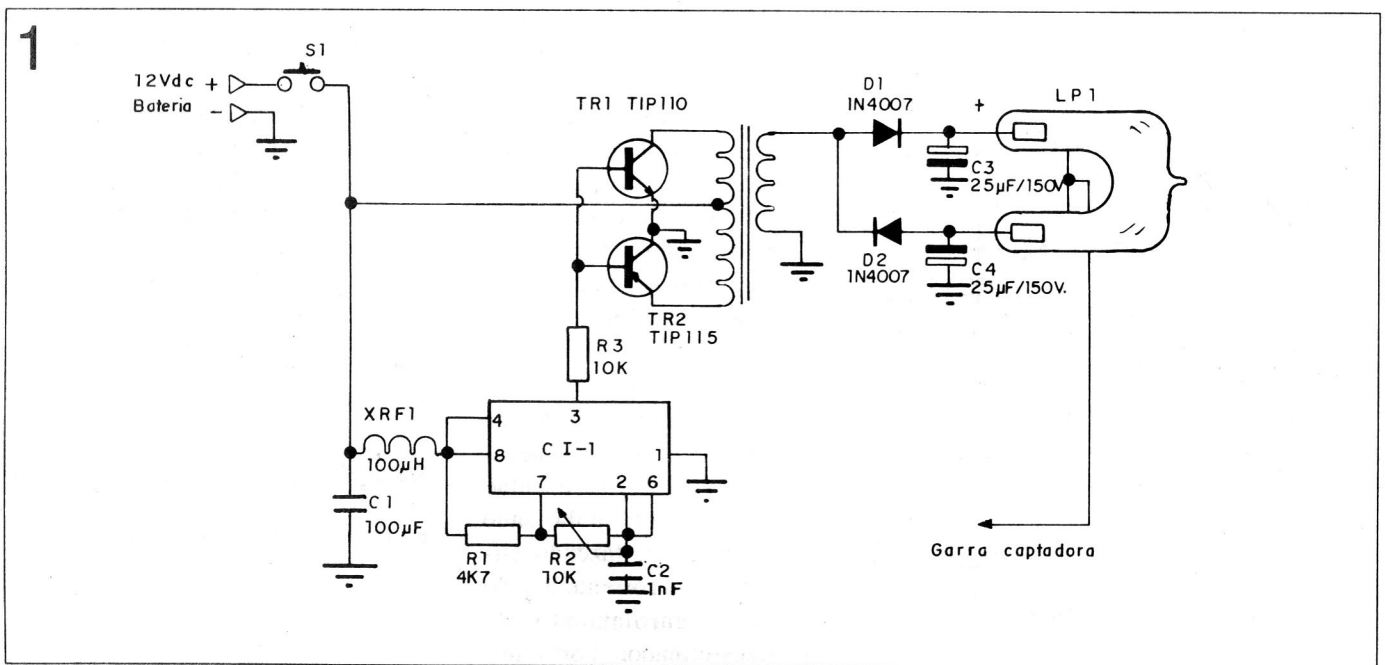 1
S1
12Vdc +
Bateria -
TR1 TIP110
D1
1N4007
+
LP1
C3
25µF/150V
D2
1N4007
C4
25µF/150V.
TR2
TIP115
R3
10K
XRF1
100µH
4
3
8
CI-1
1
7
2
6
C1
100µF
R1
4K7
R2
10K
C2
1nF
Garra captadora